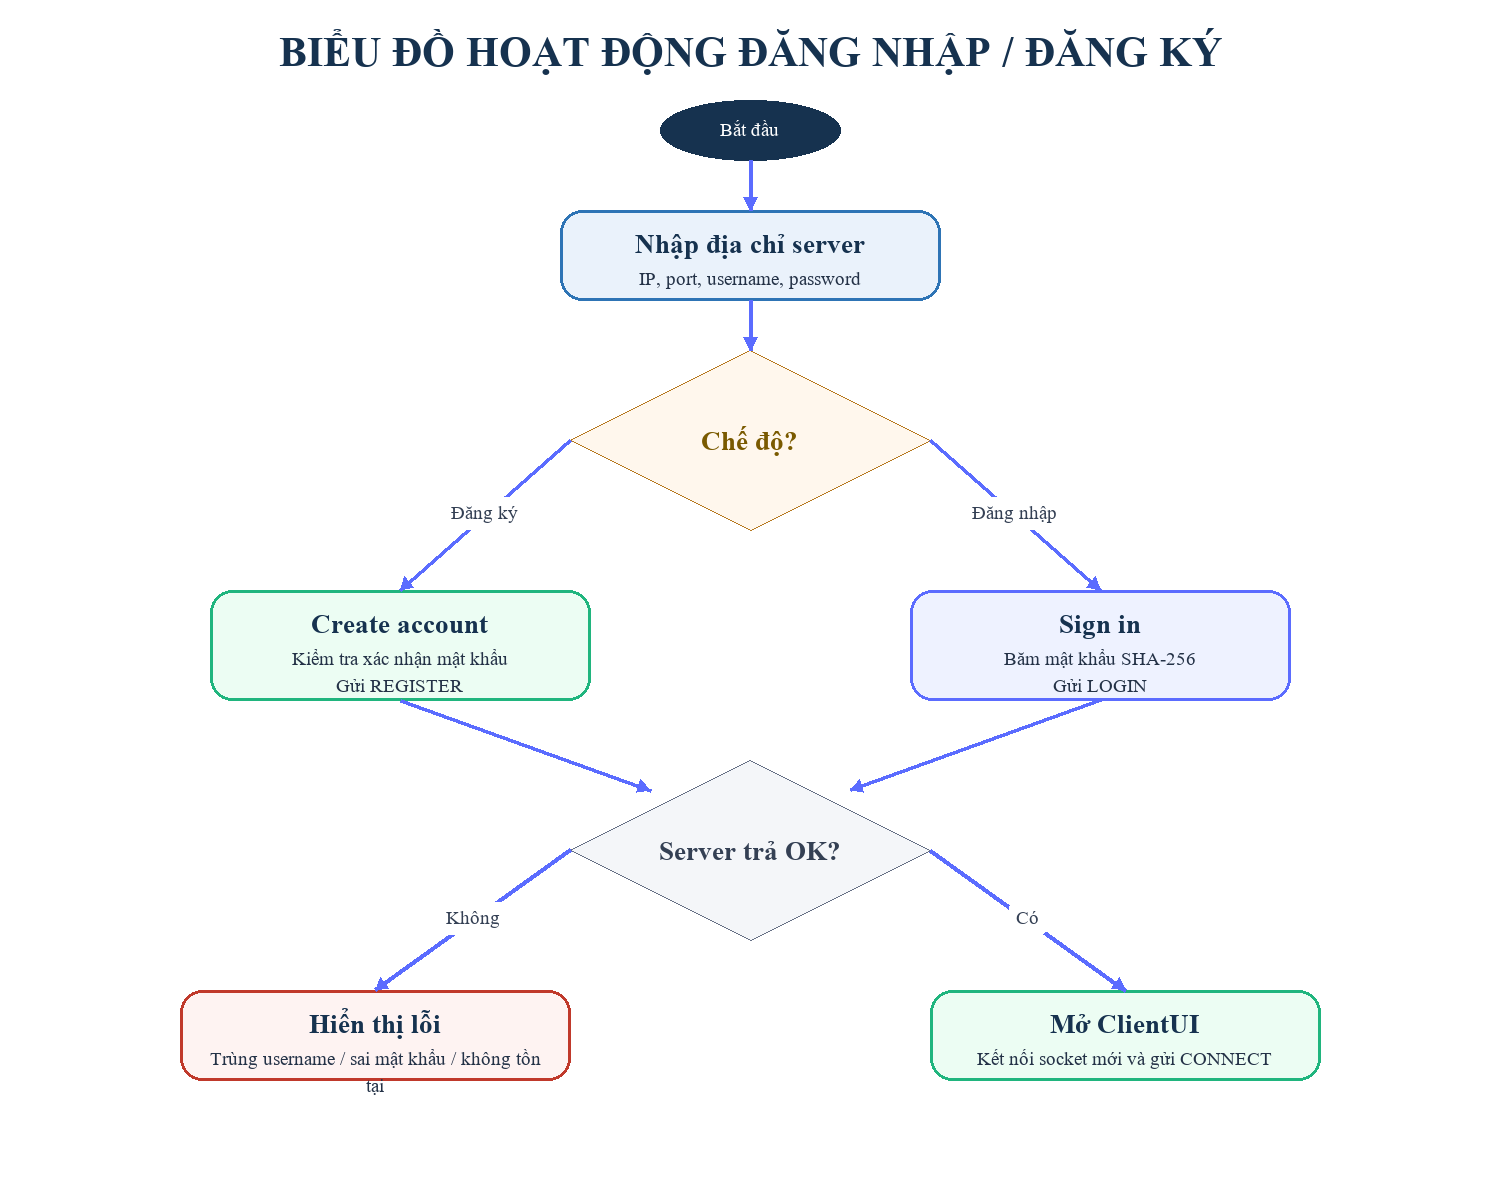 BIỂU ĐỒ HOẠT ĐỘNG ĐĂNG NHẬP / ĐĂNG KÝ
Bắt đầu
Nhập địa chỉ server
IP, port, username, password
Chế độ?
Đăng ký
Đăng nhập
Create account
Kiểm tra xác nhận mật khẩu
Gửi REGISTER
Sign in
Băm mật khẩu SHA-256
Gửi LOGIN
Server trả OK?
Không
Có
Hiển thị lỗi
Trùng username / sai mật khẩu / không tồn
tại
Mở ClientUI
Kết nối socket mới và gửi CONNECT